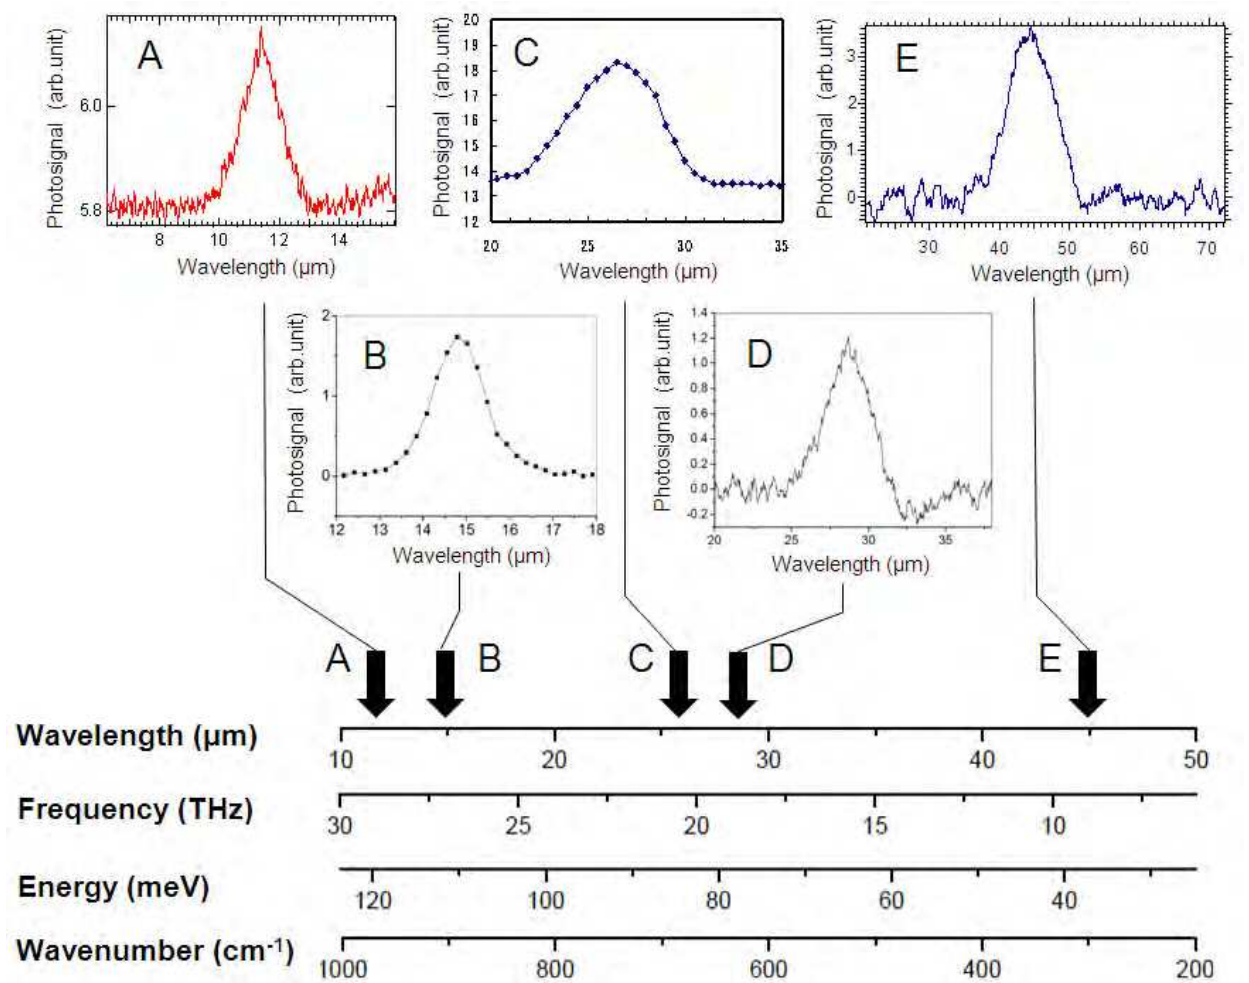 A
Photosignal (arb.unit)
6.0
5.8
8 10 12 14
Wavelength (µm)
C
Photosignal (arb.unit)
20
19
18
17
16
15
14
13
12
20 25 30 35
Wavelength (µm)
E
Photosignal (arb.unit)
3
2
1
0
30 40 50 60 70
Wavelength (µm)
B
Photosignal (arb.unit)
2
1
0
12 13 14 15 16 17 18
Wavelength (µm)
D
Photosignal (arb.unit)
1.4
1.2
1.0
0.8
0.6
0.4
0.2
0.0
-0.2
20 25 30 35
Wavelength (µm)
A B C D E
Wavelength (µm)
10 20 30 40 50
Frequency (THz)
30 25 20 15 10
Energy (meV)
120 100 80 60 40
Wavenumber (cm-1)
1000 800 600 400 200